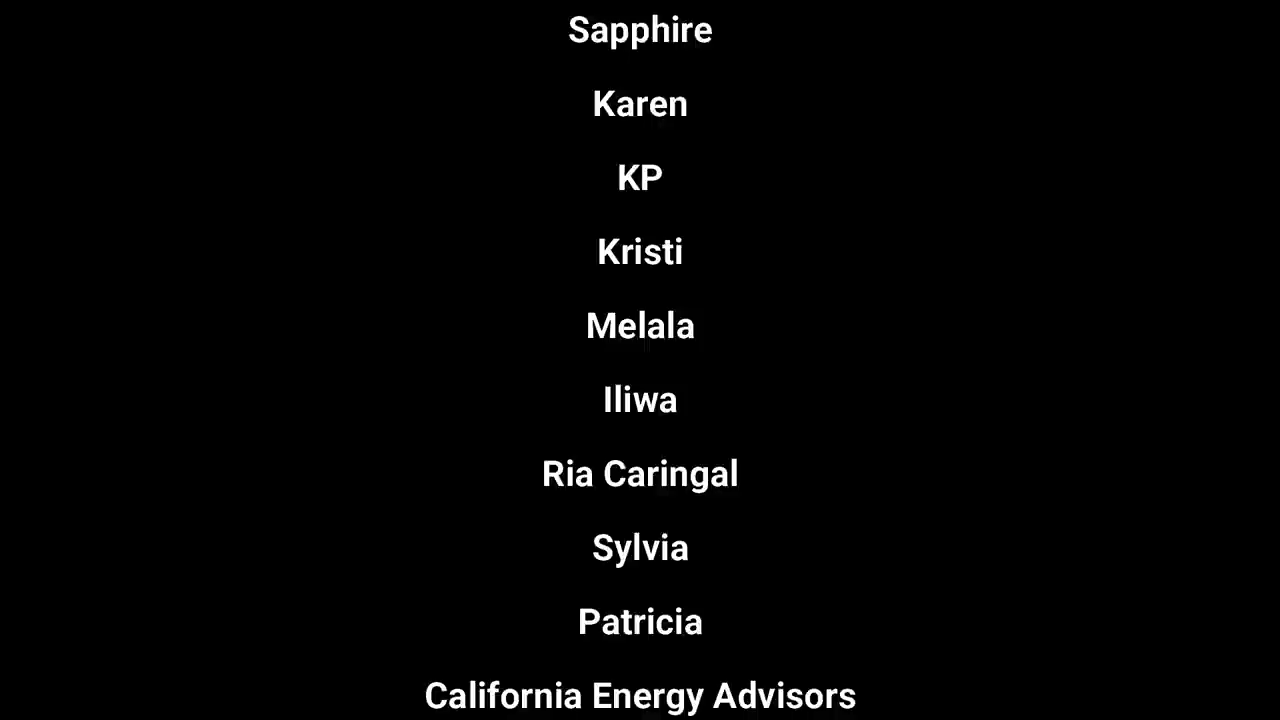 Sapphire
Karen
KP
Kristi
Melala
Iliwa
Ria Caringal
Sylvia
Patricia
California Energy Advisors